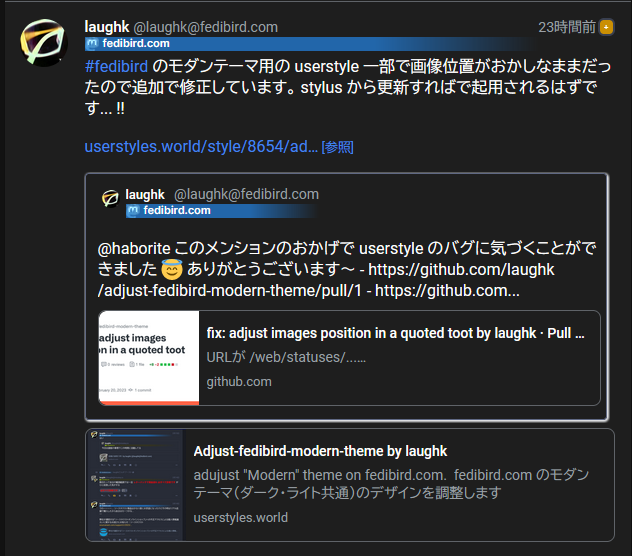 laughk @laughk@fedibird.com 23時間前
fedibird.com
#fedibird のモダンテーマ用の userstyle 一部で画像位置がおかしなままだっ
たので追加で修正しています。stylus から更新すればで起用されるはずで
す... !!
userstyles.world/style/8654/ad... [参照]
laughk @laughk@fedibird.com
fedibird.com
@haborite このメンションのおかげで userstyle のバグに気づくことがで
きました 😇 ありがとうございます〜 - https://github.com/laughk
/adjust-fedibird-modern-theme/pull/1 - https://github.com...
edibird-modern-theme
adjust images
on in a quoted toot
fix: adjust images position in a quoted toot by laughk · Pull ...
URLが /web/statuses/......
github.com
Adjust-fedibird-modern-theme by laughk
adujust "Modern" theme on fedibird.com. fedibird.com のモダン
テーマ(ダーク・ライト共通)のデザインを調整します
userstyles.world